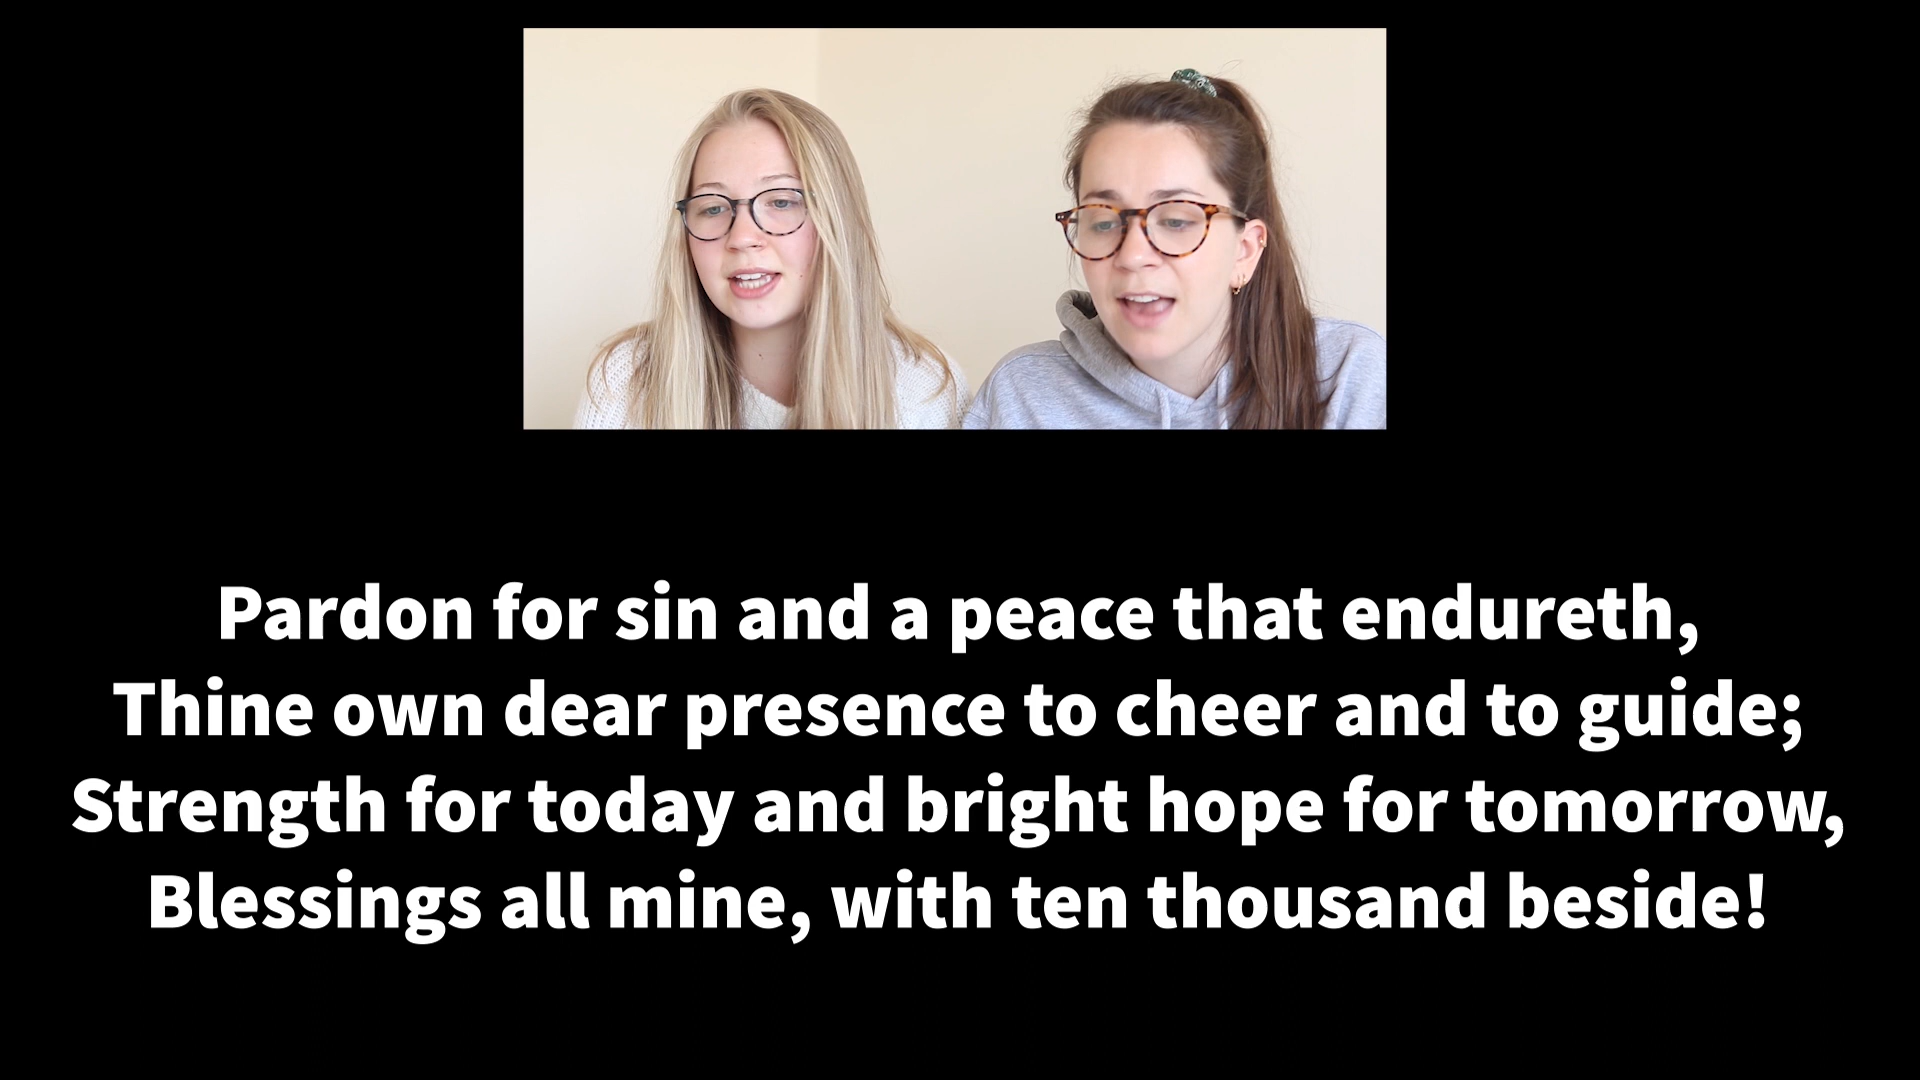 Pardon for sin and a peace that endureth,
Thine own dear presence to cheer and to guide;
Strength for today and bright hope for tomorrow,
Blessings all mine, with ten thousand beside!